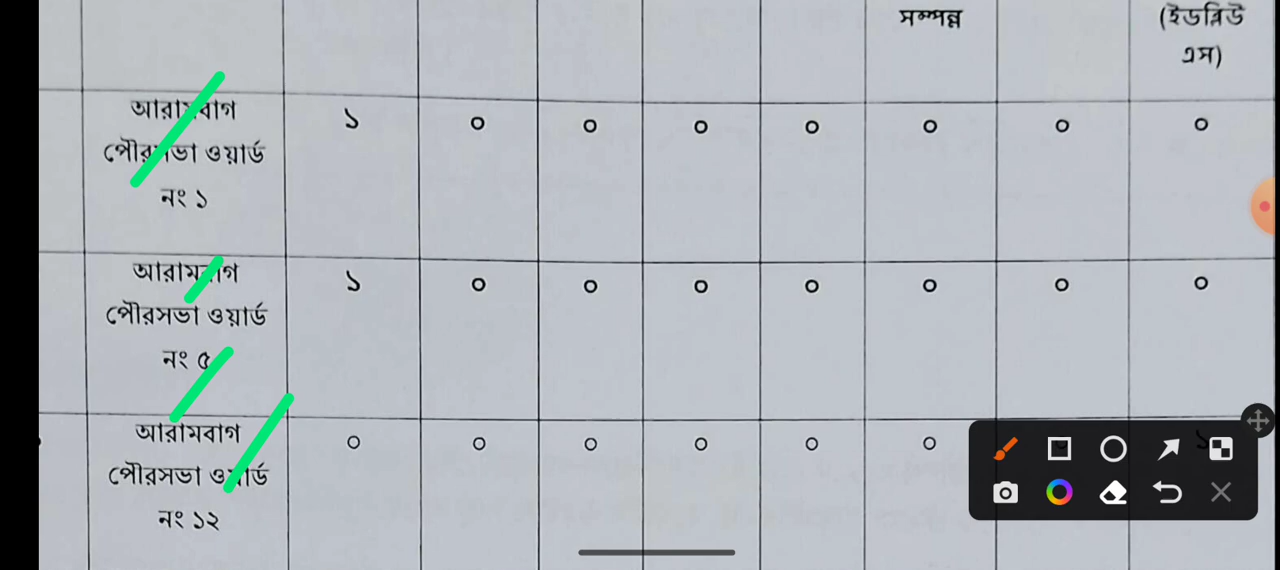 সম্পন্ন
(ইডব্লিউ
এস)
আরামবাগ ১ ০ ০ ০ ০ ০ ০ ০
পৌরসভা ওয়ার্ড
নং ১
আরামবাগ ১ ০ ০ ০ ০ ০ ০ ০
পৌরসভা ওয়ার্ড
নং ৫
আরামবাগ ০ ০ ০ ০ ০ ০
পৌরসভা ওয়ার্ড
নং ১২